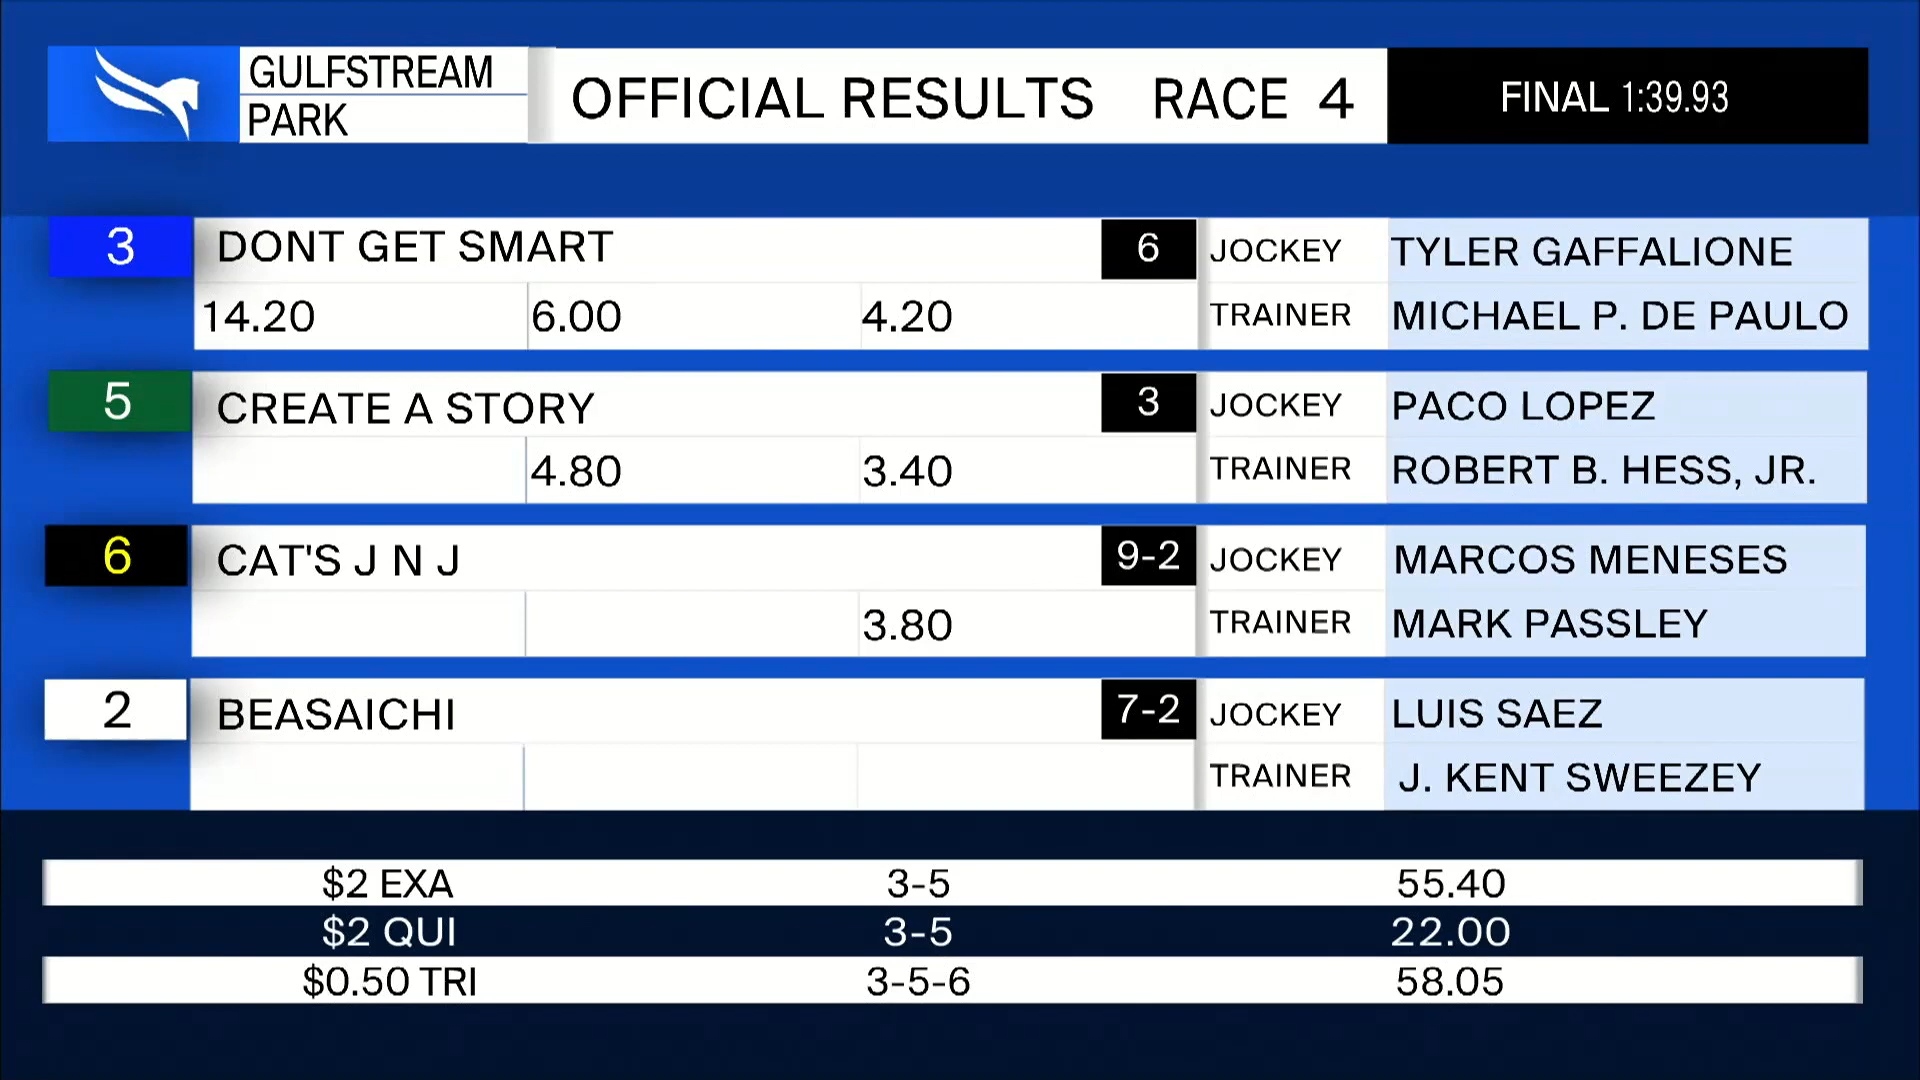 GULFSTREAM
PARK
OFFICIAL RESULTS RACE 4
FINAL 1:39.93
3 DONT GET SMART 6 JOCKEY TYLER GAFFALIONE
14.20 6.00 4.20 TRAINER MICHAEL P. DE PAULO
5 CREATE A STORY 3 JOCKEY PACO LOPEZ
4.80 3.40 TRAINER ROBERT B. HESS, JR.
6 CAT'S J N J 9-2 JOCKEY MARCOS MENESES
3.80 TRAINER MARK PASSLEY
2 BEASAICHI 7-2 JOCKEY LUIS SAEZ
TRAINER J. KENT SWEEZEY
$2 EXA 3-5 55.40
$2 QUI 3-5 22.00
$0.50 TRI 3-5-6 58.05